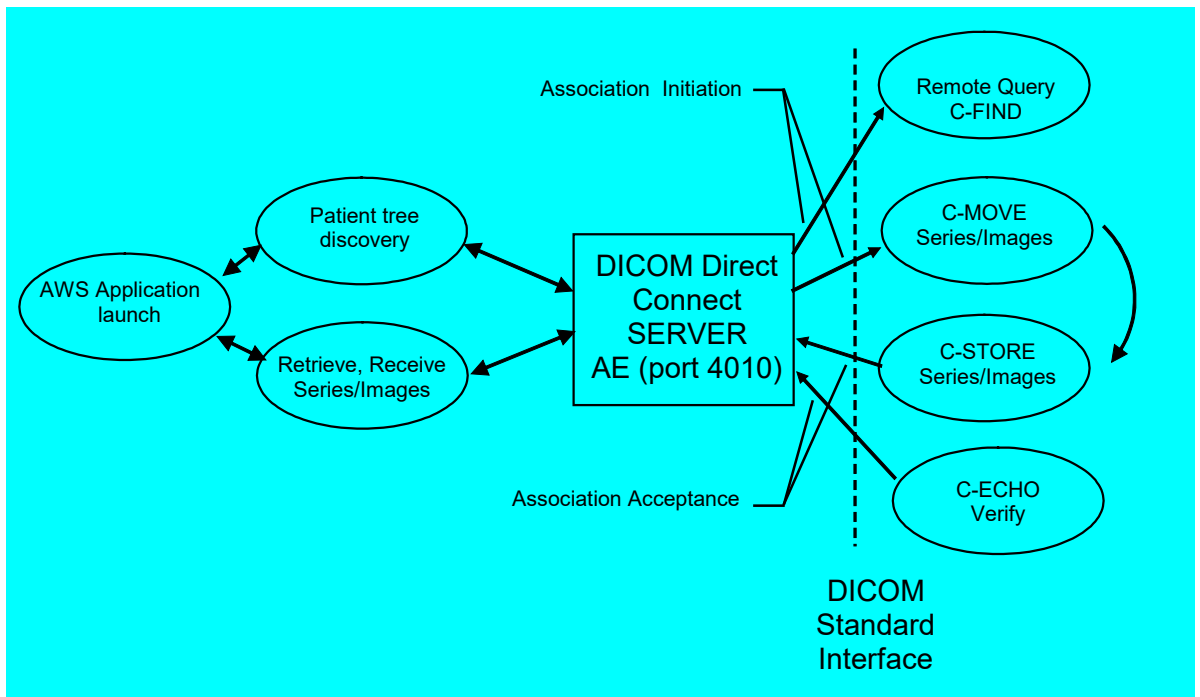 Association  Initiation
Remote Query
C-FIND
Patient tree
discovery
C-MOVE
Series/Images
AWS Application
launch
DICOM Direct
Connect
SERVER
AE (port 4010)
Retrieve, Receive
Series/Images
C-STORE
Series/Images
Association Acceptance
C-ECHO
Verify
DICOM
Standard
Interface